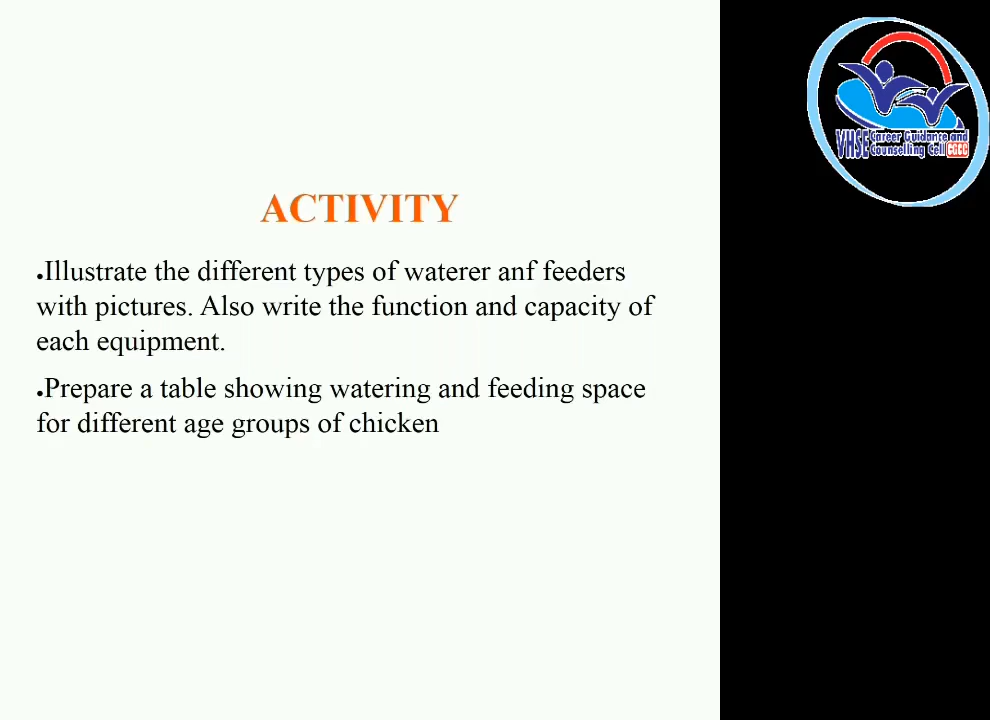 VHSE Career Guidance and
Counselling Cell CGCC
ACTIVITY
●Illustrate the different types of waterer anf feeders
with pictures. Also write the function and capacity of
each equipment.
●Prepare a table showing watering and feeding space
for different age groups of chicken